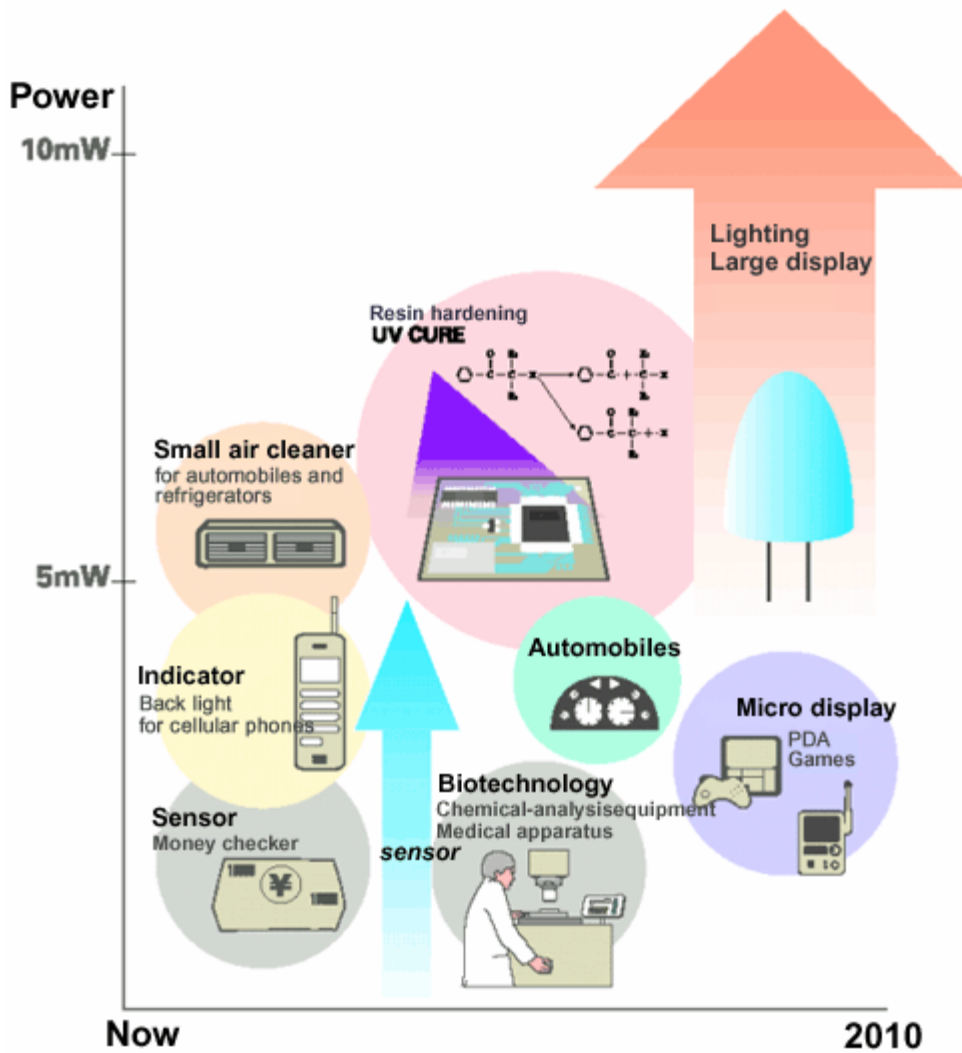 Power
10mW
Lighting
Large display
Resin hardening
UV CURE
Small air cleaner
for automobiles and
refrigerators
5mW
Automobiles
Indicator
Back light
for cellular phones
Micro display
PDA
Games
Biotechnology
Chemical-analysisequipment
Medical apparatus
Sensor
Money checker
sensor
¥
Now
2010